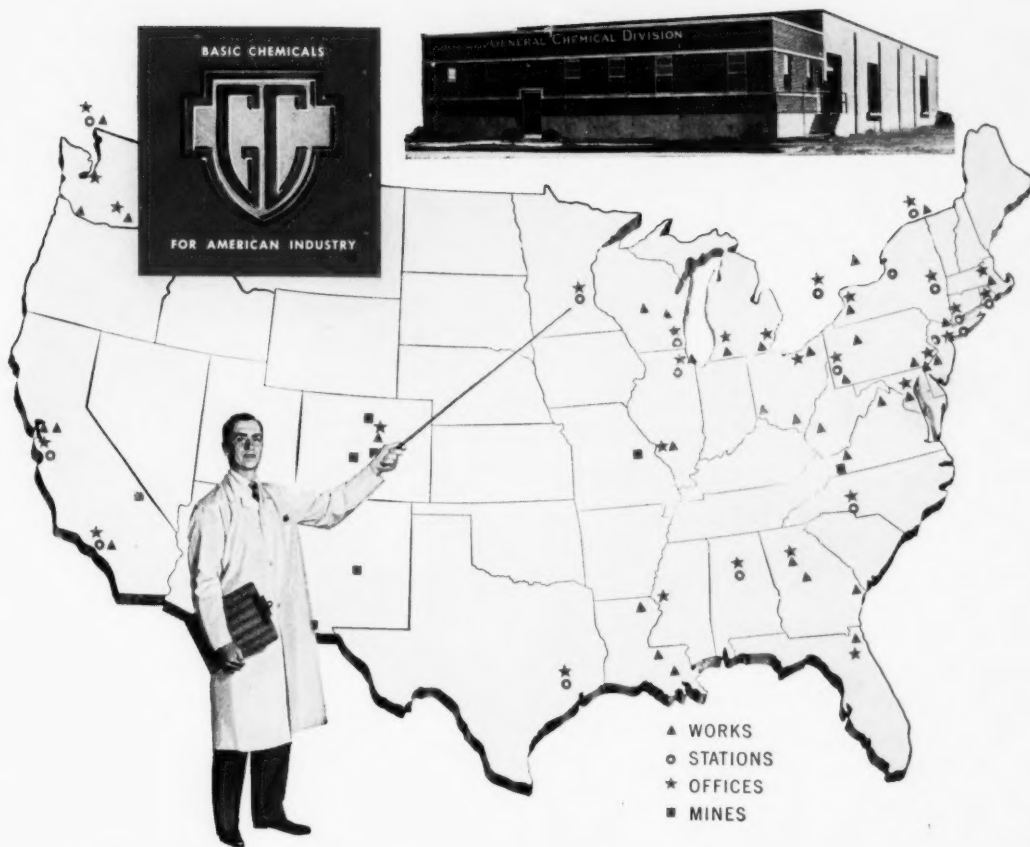 BASIC CHEMICALS
GC
FOR AMERICAN INDUSTRY
GENERAL CHEMICAL DIVISION
WORKS
STATIONS
OFFICES
MINES